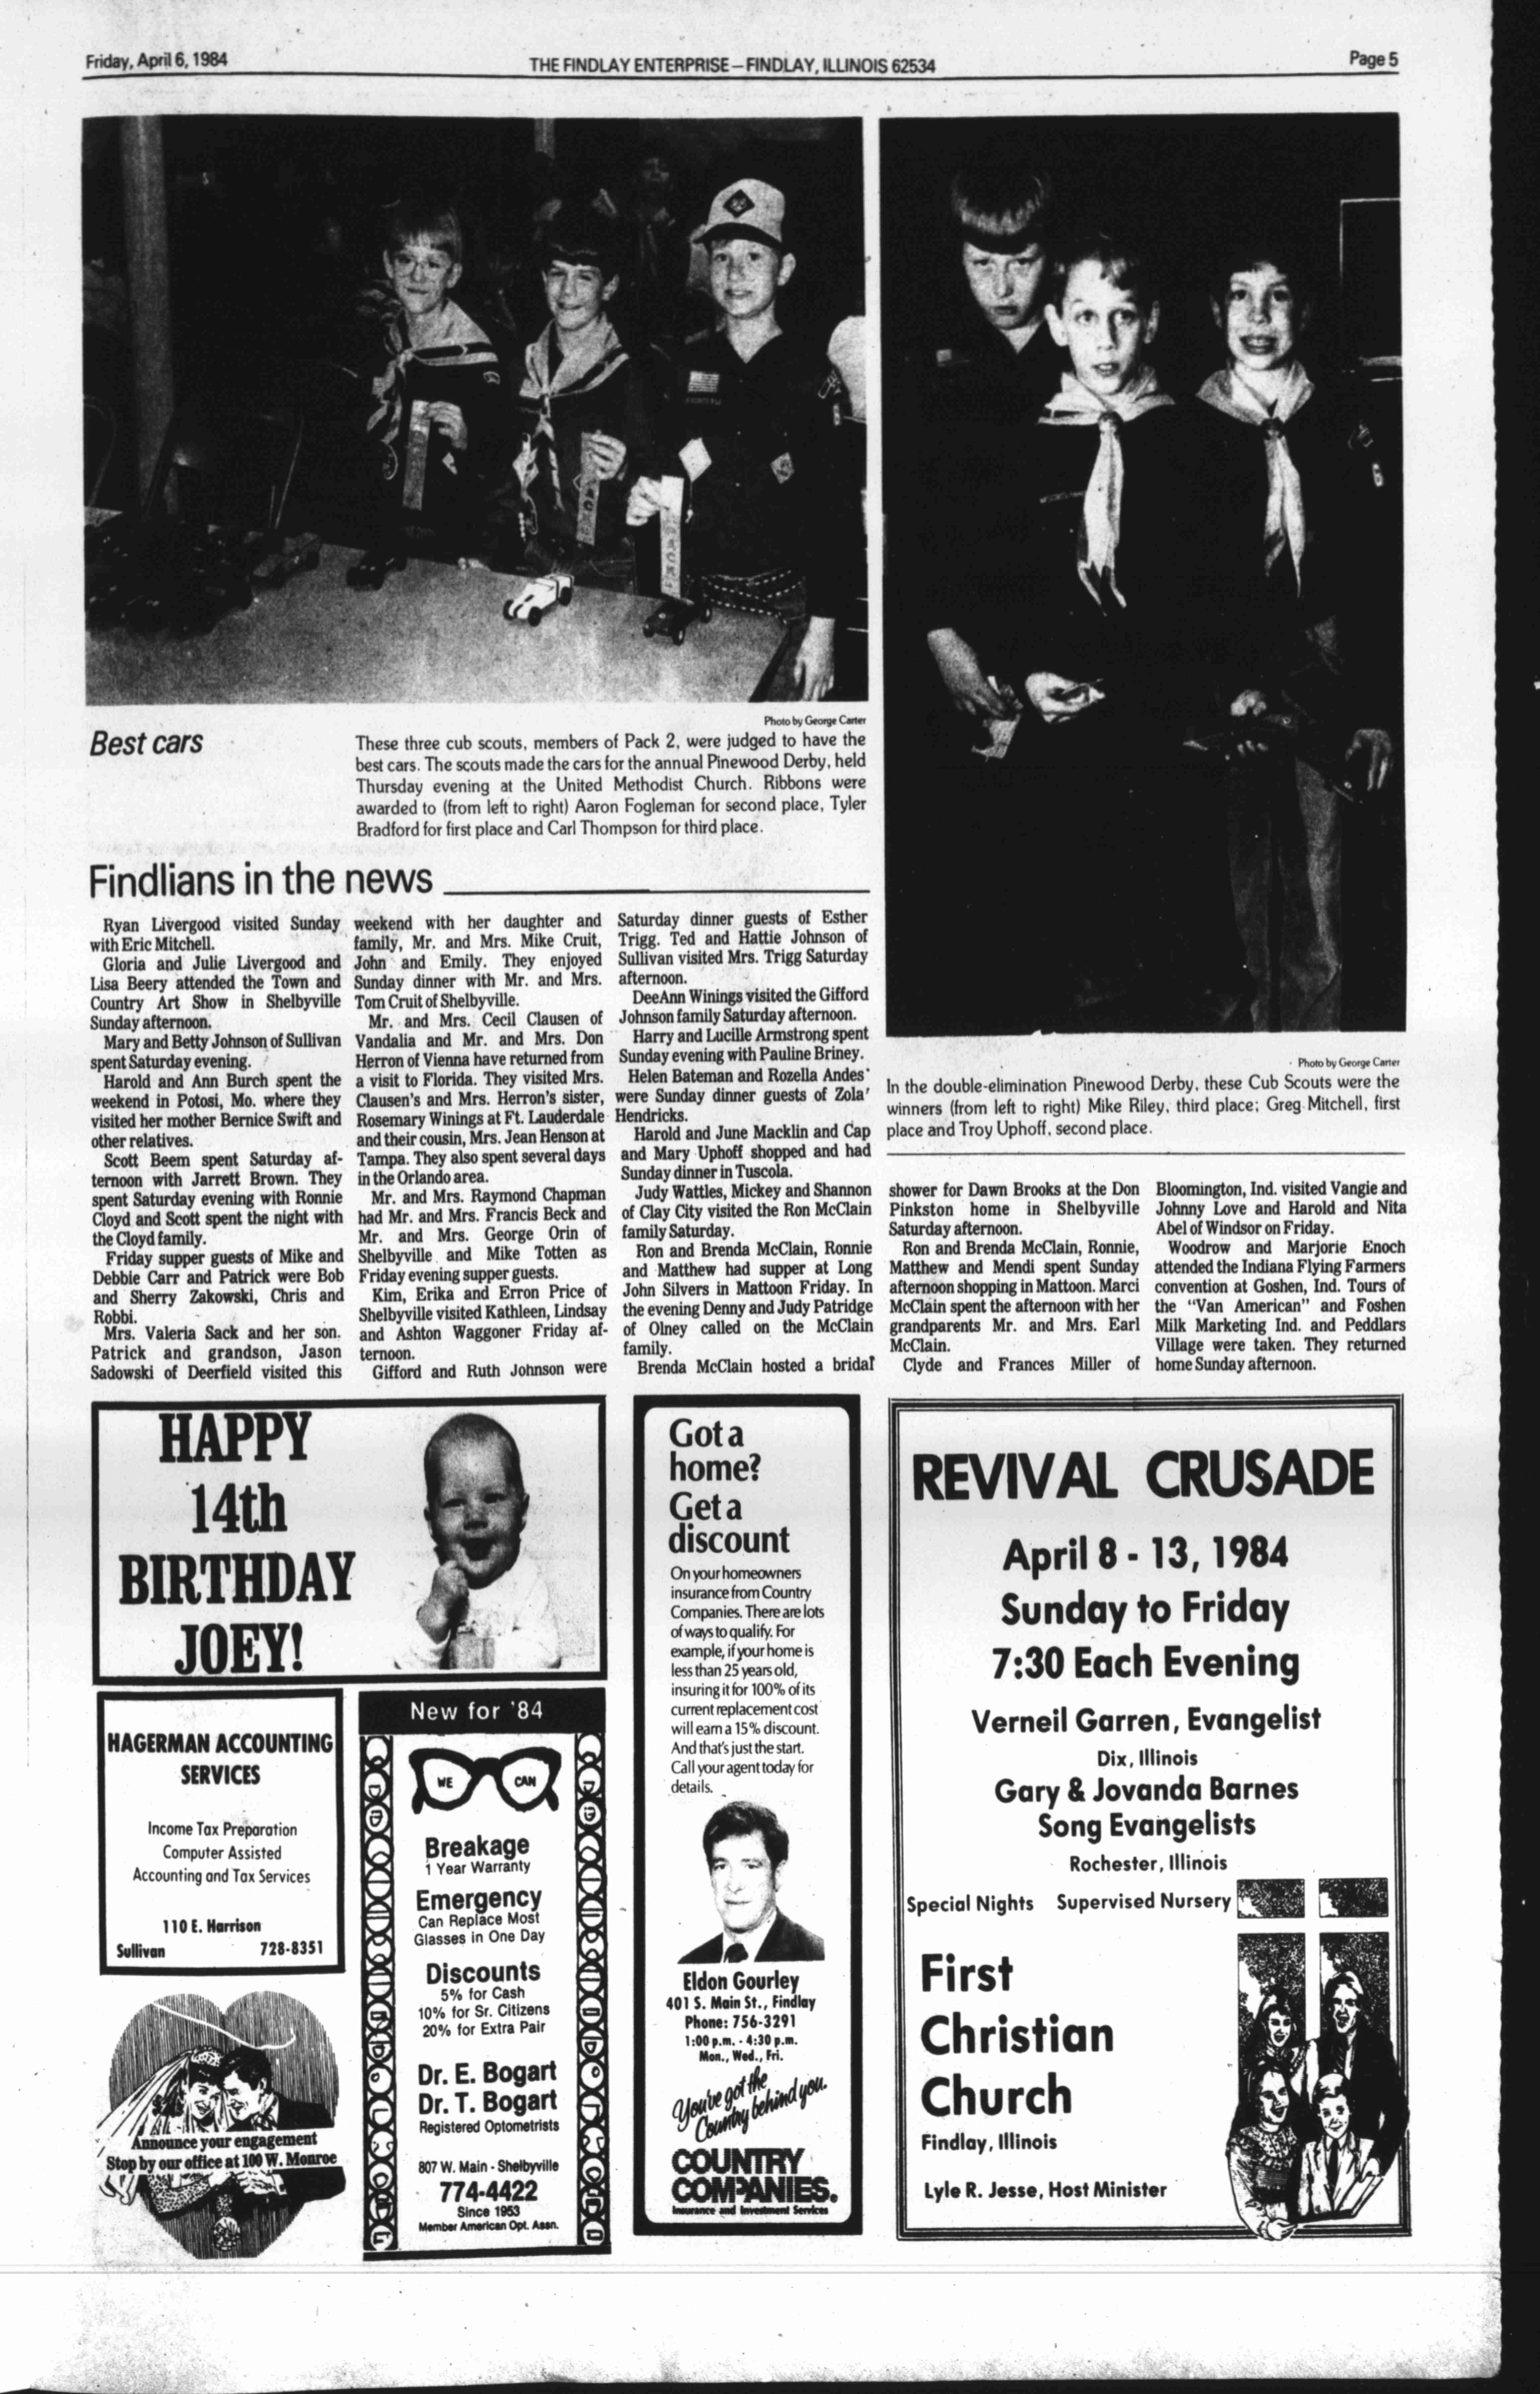 Friday, April 6, 1984
THE FINDLAY ENTERPRISE—FINDLAY, ILLINOIS 62534
Page 5
Photo by George Carter
Best cars
These three cub scouts, members of Pack 2, were judged to have the
best cars. The scouts made the cars for the annual Pinewood Derby, held
Thursday evening at the United Methodist Church. Ribbons were
awarded to (from left to right) Aaron Fogleman for second place, Tyler
Bradford for first place and Carl Thompson for third place.
Photo by George Carter
In the double-elimination Pinewood Derby, these Cub Scouts were the
winners (from left to right) Mike Riley, third place; Greg Mitchell, first
place and Troy Uphoff, second place.
Findlians in the news
Ryan Livergood visited Sunday
with Eric Mitchell.
Gloria and Julie Livergood and
Lisa Beery attended the Town and
Country Art Show in Shelbyville
Sunday afternoon.
Mary and Betty Johnson of Sullivan
spent Saturday evening.
Harold and Ann Burch spent the
weekend in Potosi, Mo. where they
visited her mother Bernice Swift and
other relatives.
Scott Beem spent Saturday af-
ternoon with Jarrett Brown. They
spent Saturday evening with Ronnie
Cloyd and Scott spent the night with
the Cloyd family.
Friday supper guests of Mike and
Debbie Carr and Patrick were Bob
and Sherry Zakowski, Chris and
Robbi.
Mrs. Valeria Sack and her son.
Patrick and grandson, Jason
Sadowski of Deerfield visited this
weekend with her daughter and
family, Mr. and Mrs. Mike Cruit,
John and Emily. They enjoyed
Sunday dinner with Mr. and Mrs.
Tom Cruit of Shelbyville.
Mr. and Mrs. Cecil Clausen of
Vandalia and Mr. and Mrs. Don
Herron of Vienna have returned from
a visit to Florida. They visited Mrs.
Clausen's and Mrs. Herron's sister,
Rosemary Winings at Ft. Lauderdale
and their cousin, Mrs. Jean Henson at
Tampa. They also spent several days
in the Orlando area.
Mr. and Mrs. Raymond Chapman
had Mr. and Mrs. Francis Beck and
Mr. and Mrs. George Orin of
Shelbyville and Mike Totten as
Friday evening supper guests.
Kim, Erika and Erron Price of
Shelbyville visited Kathleen, Lindsay
and Ashton Waggoner Friday af-
ternoon.
Gifford and Ruth Johnson were
Saturday dinner guests of Esther
Trigg. Ted and Hattie Johnson of
Sullivan visited Mrs. Trigg Saturday
afternoon.
DeeAnn Winings visited the Gifford
Johnson family Saturday afternoon.
Harry and Lucille Armstrong spent
Sunday evening with Pauline Briney.
Helen Bateman and Rozella Andes
were Sunday dinner guests of Zola
Hendricks.
Harold and June Macklin and Cap
and Mary Uphoff shopped and had
Sunday dinner in Tuscola.
Judy Wattles, Mickey and Shannon
of Clay City visited the Ron McClain
family Saturday.
Ron and Brenda McClain, Ronnie
and Matthew had supper at Long
John Silvers in Mattoon Friday. In
the evening Denny and Judy Patridge
of Olney called on the McClain
family.
Brenda McClain hosted a bridal
shower for Dawn Brooks at the Don
Pinkston home in Shelbyville
Saturday afternoon.
Ron and Brenda McClain, Ronnie,
Matthew and Mendi spent Sunday
afternoon shopping in Mattoon. Marci
McClain spent the afternoon with her
grandparents Mr. and Mrs. Earl
McClain.
Clyde and Frances Miller of
Bloomington, Ind. visited Vangie and
Johnny Love and Harold and Nita
Abel of Windsor on Friday.
Woodrow and Marjorie Enoch
attended the Indiana Flying Farmers
convention at Goshen, Ind. Tours of
the "Van American" and Foshen
Milk Marketing Ind. and Peddlars
Village were taken. They returned
home Sunday afternoon.
HAPPY
14th
BIRTHDAY
JOEY!
HAGERMAN ACCOUNTING
SERVICES
Income Tax Preparation
Computer Assisted
Accounting and Tax Services
110 E. Harrison
Sullivan 728-8351
Announce your engagement
Stop by our office at 100 W. Monroe
New for '84
WE CAN
Breakage
1 Year Warranty
Emergency
Can Replace Most
Glasses in One Day
Discounts
5% for Cash
10% for Sr. Citizens
20% for Extra Pair
Dr. E. Bogart
Dr. T. Bogart
Registered Optometrists
807 W. Main - Shelbyville
774-4422
Since 1953
Member American Opt. Assn.
Got a
home?
Get a
discount
On your homeowners
insurance from Country
Companies. There are lots
of ways to qualify. For
example, if your home is
less than 25 years old,
insuring it for 100% of its
current replacement cost
will earn a 15% discount.
And that's just the start.
Call your agent today for
details.
Eldon Gourley
401 S. Main St., Findlay
Phone: 756-3291
1:00 p.m. - 4:30 p.m.
Mon., Wed., Fri.
You've got the
Country behind you.
COUNTRY
COMPANIES.
Insurance and Investment Services
REVIVAL CRUSADE
April 8 - 13, 1984
Sunday to Friday
7:30 Each Evening
Verneil Garren, Evangelist
Dix, Illinois
Gary & Jovanda Barnes
Song Evangelists
Rochester, Illinois
Special Nights Supervised Nursery
First
Christian
Church
Findlay, Illinois
Lyle R. Jesse, Host Minister